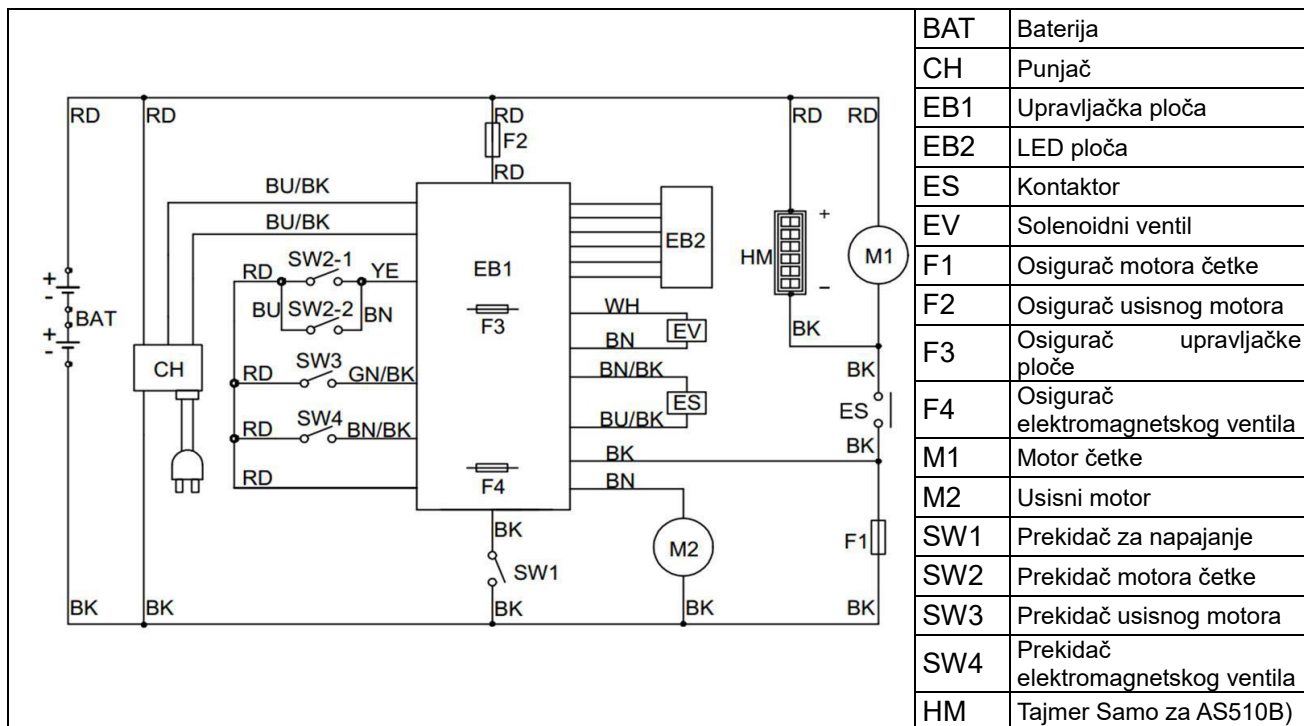 RD
RD
RD
F2
RD
RD
RD
BU/BK
BU/BK
SW2-1
RD
YE
BU
SW2-2
BN
EB1
EB2
HM
+
−
M1
F3
WH
EV
BN
BK
+
-
BAT
+
-
CH
SW3
RD
GN/BK
BN/BK
ES
BU/BK
BK
ES
BK
SW4
RD
BN/BK
RD
F4
BK
BN
BK
SW1
M2
F1
BK
BK
BK
BK
BK
BAT Baterija
CH Punjač
EB1 Upravljačka ploča
EB2 LED ploča
ES Kontaktor
EV Solenoidni ventil
F1 Osigurač motora četke
F2 Osigurač usisnog motora
F3 Osigurač upravljačke
ploče
F4 Osigurač
elektromagnetskog ventila
M1 Motor četke
M2 Usisni motor
SW1 Prekidač za napajanje
SW2 Prekidač motora četke
SW3 Prekidač usisnog motora
SW4 Prekidač
elektromagnetskog ventila
HM Tajmer Samo za AS510B)